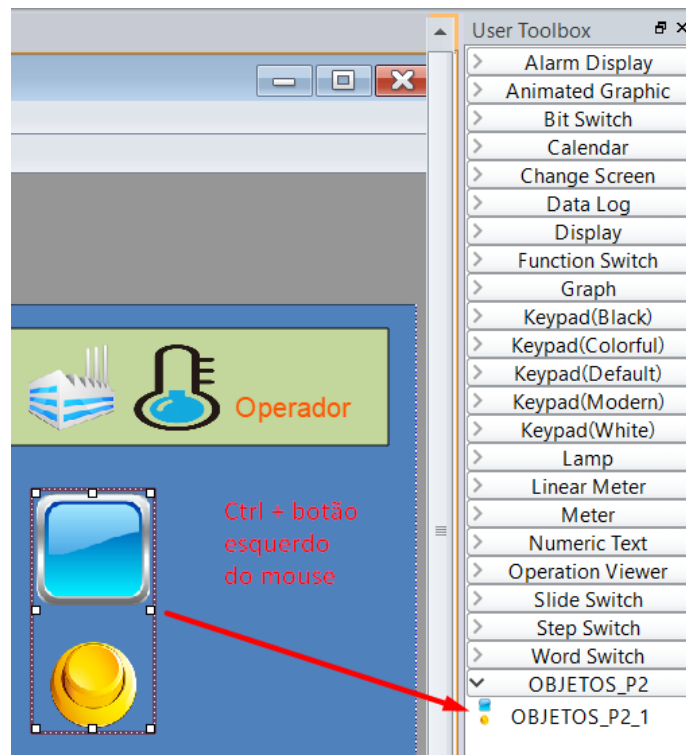 User Toolbox
Alarm Display
Animated Graphic
Bit Switch
Calendar
Change Screen
Data Log
Display
Function Switch
Graph
Keypad(Black)
Keypad(Colorful)
Keypad(Default)
Keypad(Modern)
Keypad(White)
Lamp
Linear Meter
Meter
Numeric Text
Operation Viewer
Slide Switch
Step Switch
Word Switch
OBJETOS_P2
OBJETOS_P2_1
Operador
Ctrl + botão
esquerdo
do mouse